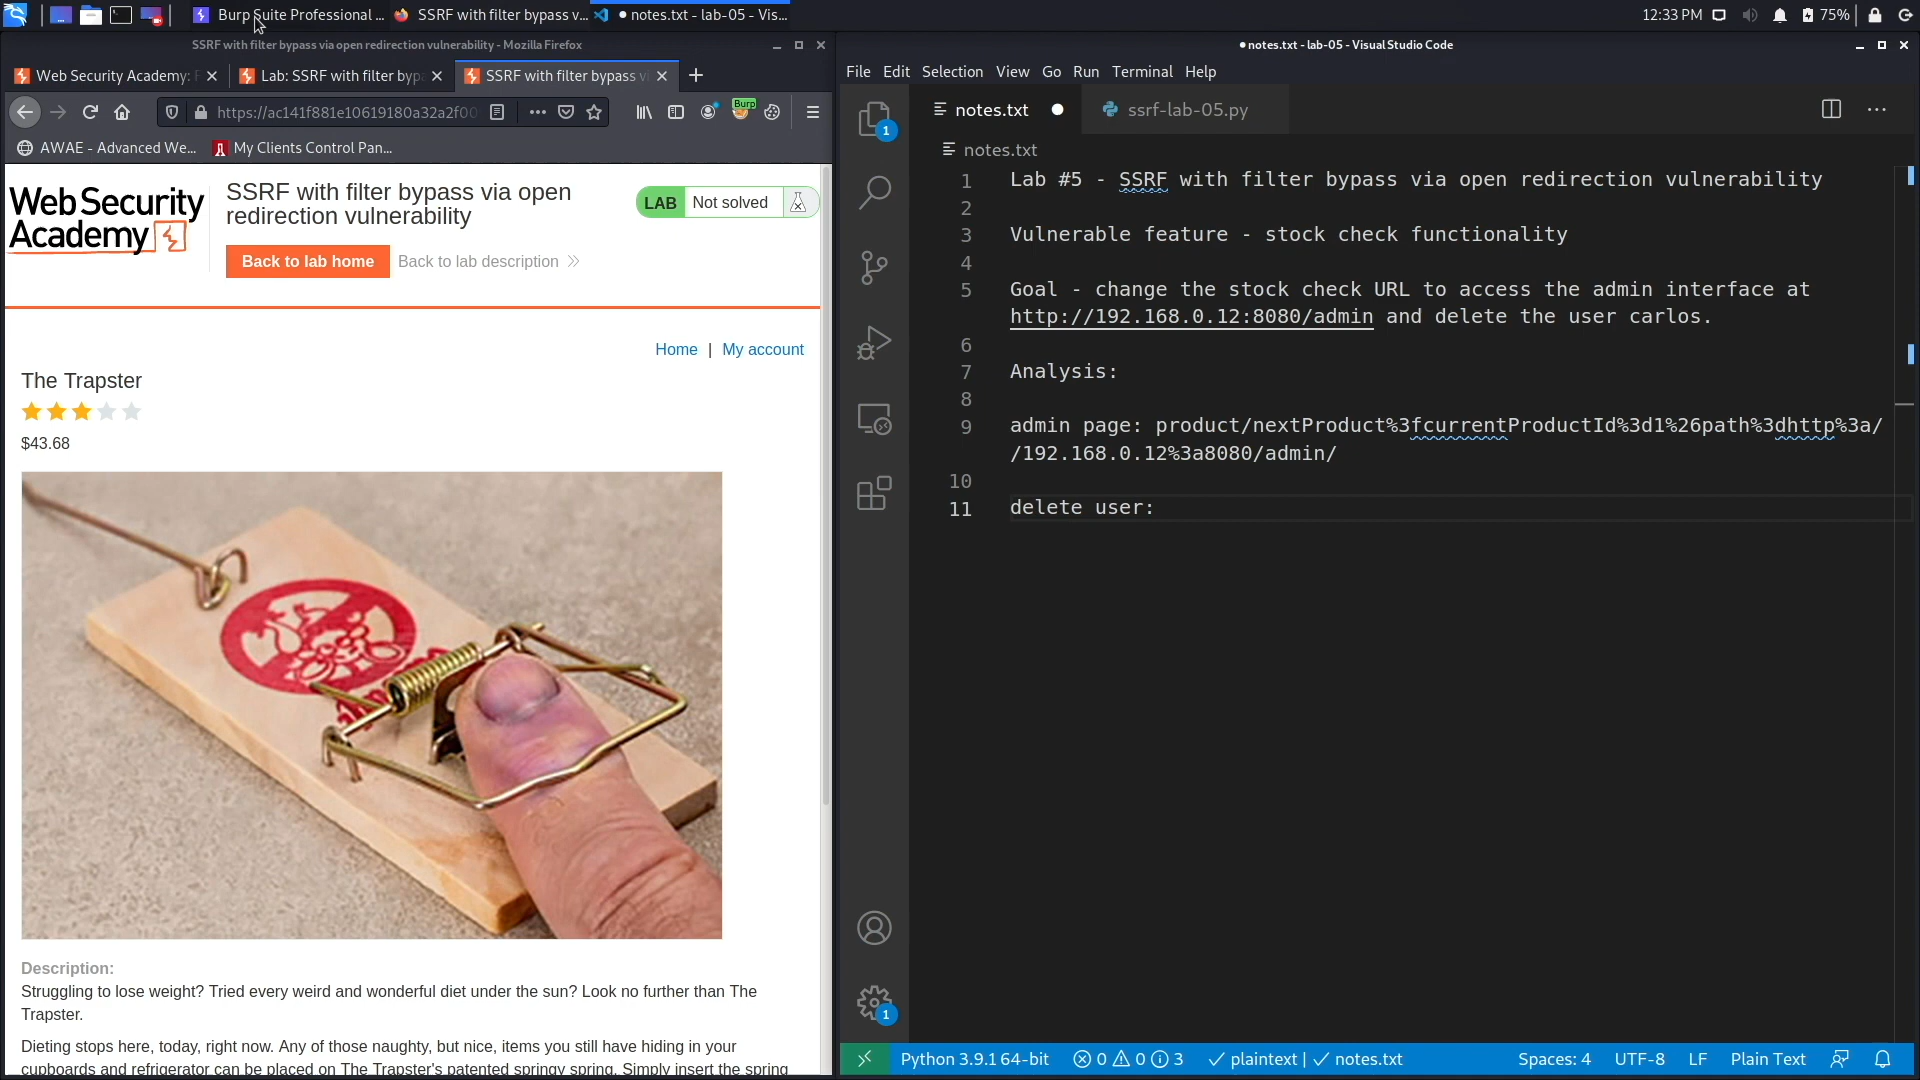 Burp Suite Professional ...
SSRF with filter bypass v...
● notes.txt - lab-05 - Vis...
12:33 PM
75%
SSRF with filter bypass via open redirection vulnerability - Mozilla Firefox
● notes.txt - lab-05 - Visual Studio Code
Web Security Academy:
Lab: SSRF with filter byp
SSRF with filter bypass v
File Edit Selection View Go Run Terminal Help
https://ac141f881e10619180a32a2f00
Burp
notes.txt
ssrf-lab-05.py
AWAE - Advanced We...
My Clients Control Pan...
notes.txt
Web Security
Academy
SSRF with filter bypass via open
redirection vulnerability
LAB Not solved
Back to lab home
Back to lab description
Home | My account
The Trapster
$43.68
Description:
Struggling to lose weight? Tried every weird and wonderful diet under the sun? Look no further than The
Trapster.
Dieting stops here, today, right now. Any of those naughty, but nice, items you still have hiding in your
cupboards and refrigerator can be placed on The Trapster's patented springy spring. Simply insert the spring
1 Lab #5 - SSRF with filter bypass via open redirection vulnerability
2
3 Vulnerable feature - stock check functionality
4
5 Goal - change the stock check URL to access the admin interface at
http://192.168.0.12:8080/admin and delete the user carlos.
6
7 Analysis:
8
9 admin page: product/nextProduct%3fcurrentProductId%3d1%26path%3dhttp%3a/
/192.168.0.12%3a8080/admin/
10
11 delete user:
1
1
Python 3.9.1 64-bit
0 0 3
plaintext | notes.txt
Spaces: 4
UTF-8
LF
Plain Text